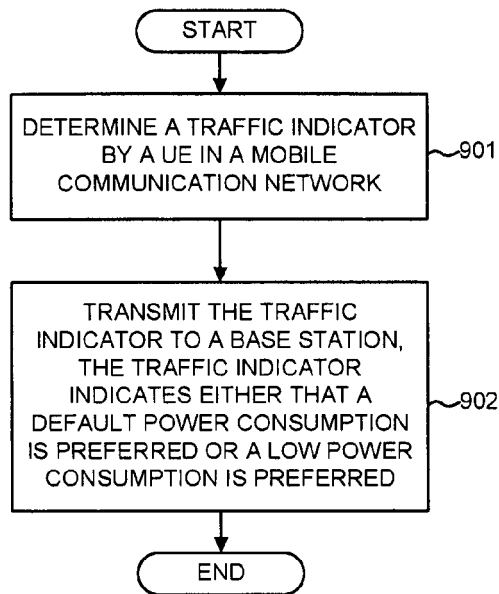 START
DETERMINE A TRAFFIC INDICATOR
BY A UE IN A MOBILE
COMMUNICATION NETWORK
901
TRANSMIT THE TRAFFIC
INDICATOR TO A BASE STATION,
THE TRAFFIC INDICATOR
INDICATES EITHER THAT A
DEFAULT POWER CONSUMPTION
IS PREFERRED OR A LOW POWER
CONSUMPTION IS PREFERRED
902
END